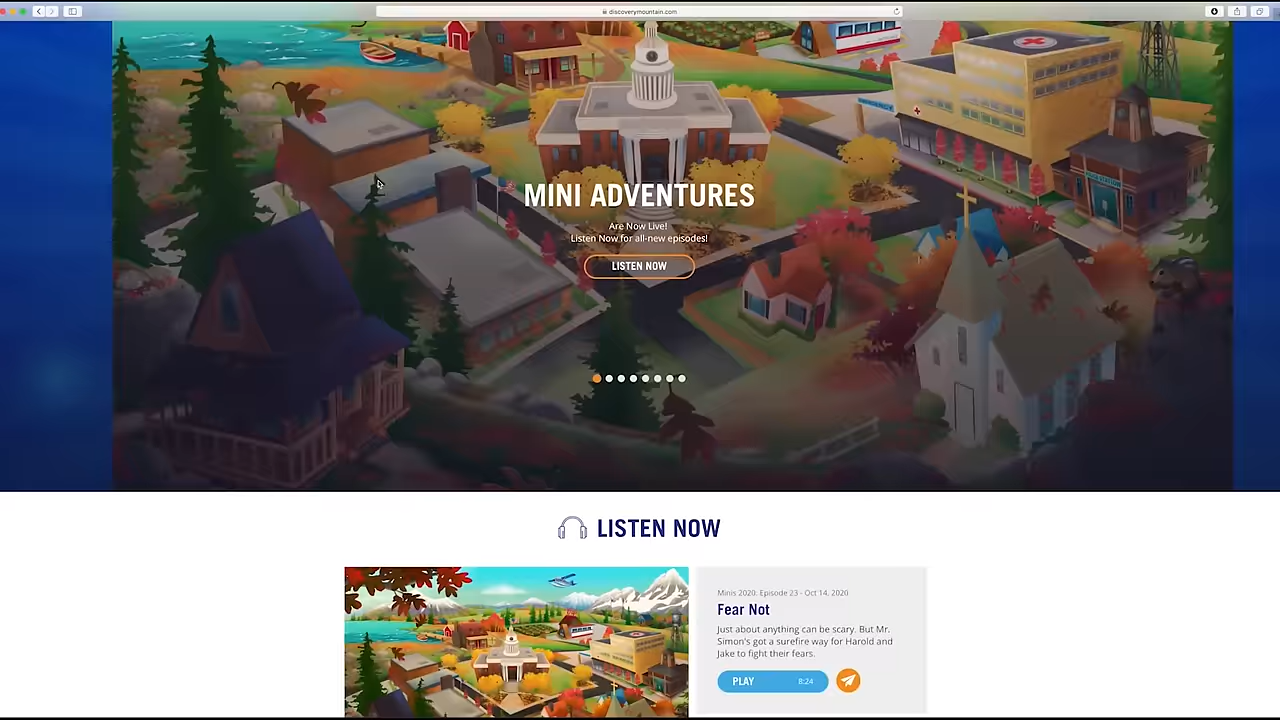 discoverymountain.com
MINI ADVENTURES
Are Now Live!
Listen Now for all-new episodes!
LISTEN NOW
LISTEN NOW
Minis 2020: Episode 23 - Oct 14, 2020
Fear Not
Just about anything can be scary. But Mr.
Simon's got a surefire way for Harold and
Jake to fight their fears.
PLAY 8:24